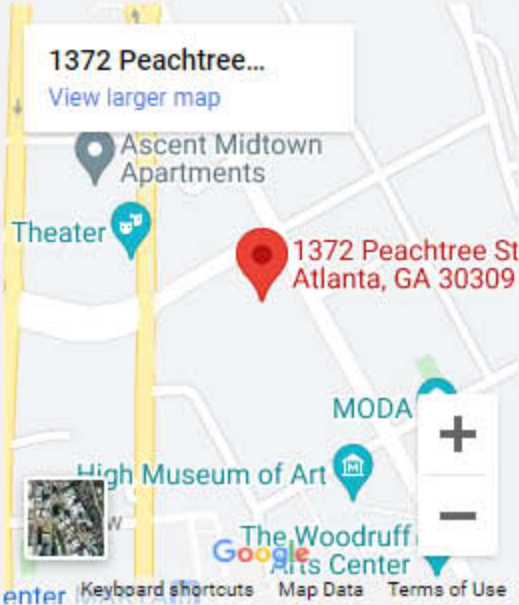 1372 Peachtree...
View larger map
Ascent Midtown
Apartments
Theater
1372 Peachtree St
Atlanta, GA 30309
MODA
High Museum of Art
The Woodruff
Arts Center
Google
enter
Keyboard shortcuts
Map Data
Terms of Use